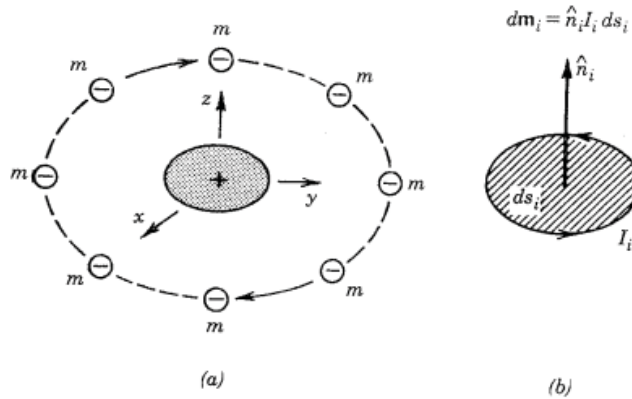 dm_i = n̂_i I_i ds_i
m
m
m
z
n̂_i
m
+
m
y
x
ds_i
I_i
m
m
m
(a)
(b)